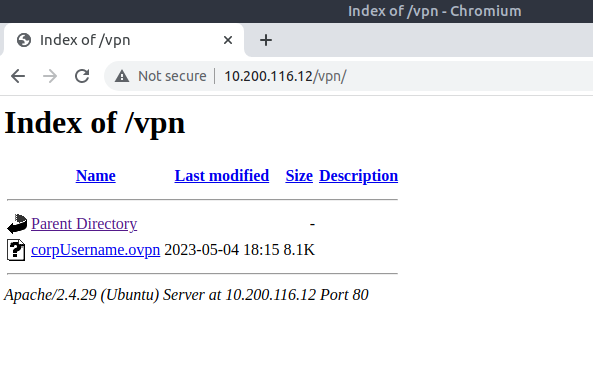 Index of /vpn - Chromium
Index of /vpn
Not secure 10.200.116.12/vpn/
Index of /vpn
Name Last modified Size Description
Parent Directory -
corpUsername.ovpn 2023-05-04 18:15 8.1K
Apache/2.4.29 (Ubuntu) Server at 10.200.116.12 Port 80